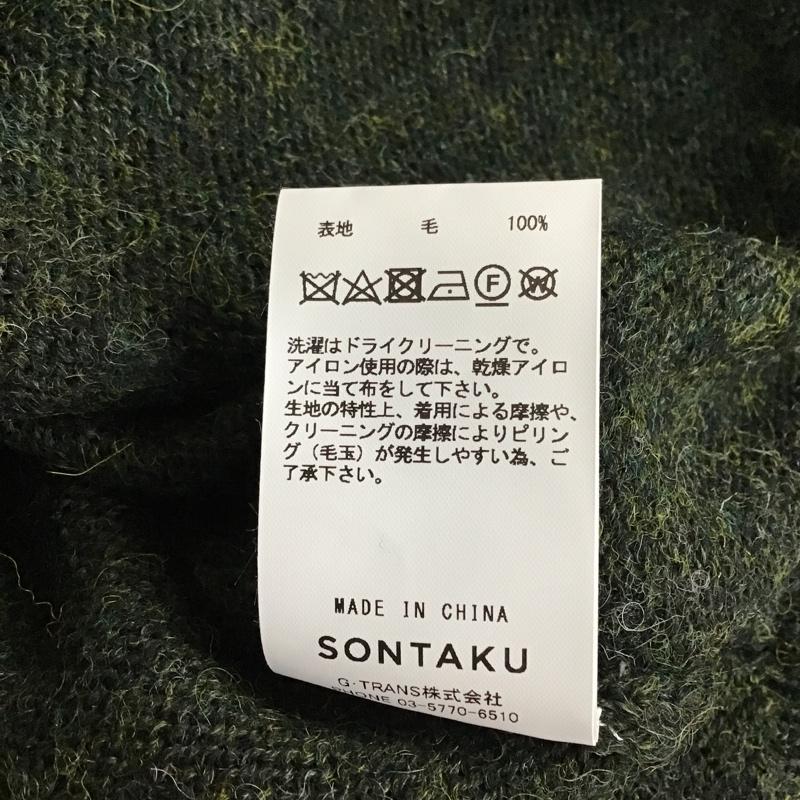 表地 毛 100%
F W
洗濯はドライクリーニングで。
アイロン使用の際は、乾燥アイロ
ンに当て布をして下さい。
生地の特性上、着用による摩擦や、
クリーニングの摩擦によりピリン
グ（毛玉）が発生しやすい為、ご
了承下さい。
MADE IN CHINA
SONTAKU
G·TRANS株式会社
PHONE 03-5770-6510